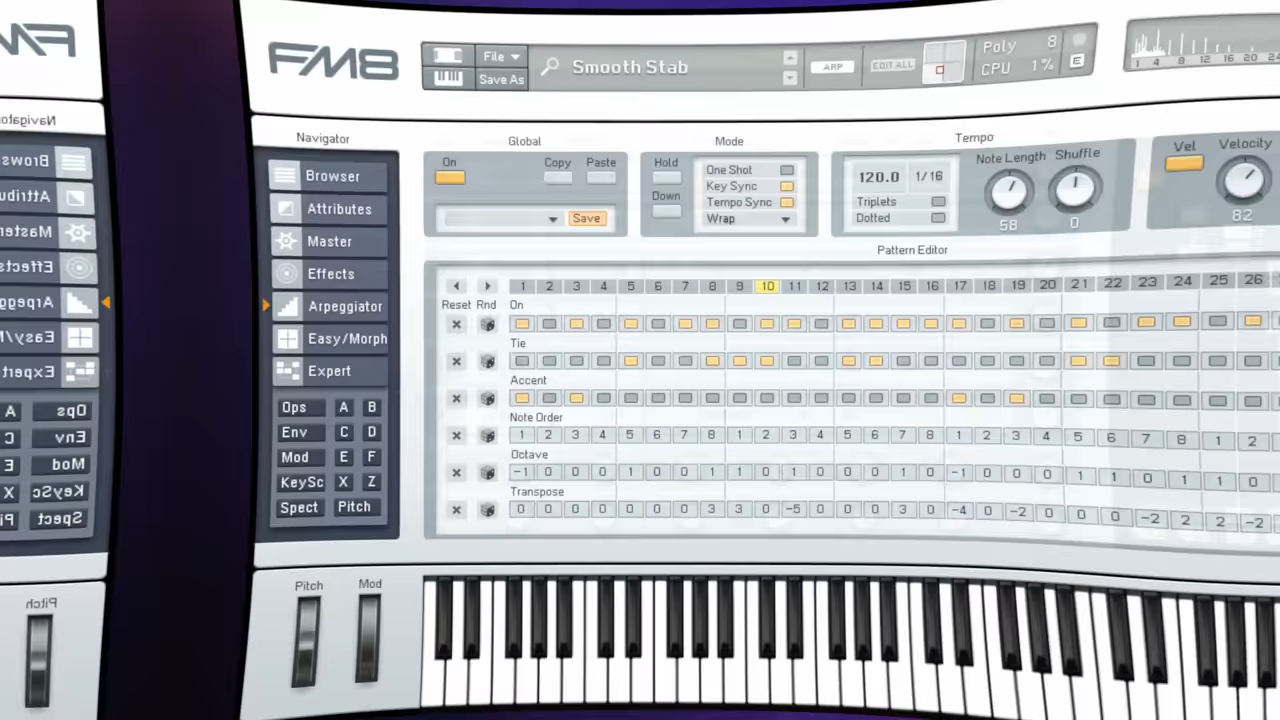 FM8
File
Save As
Smooth Stab
ARP
EDIT ALL
Poly 8
CPU 1%
E
1 4 8 12 16 20 24
Navigator
Browser
Attributes
Master
Effects
Arpeggiator
Easy/Morph
Expert
Ops A B
Env C D
Mod E F
KeySc X Z
Spect Pitch
Global
On Copy Paste
Save
Mode
Hold
Down
One Shot
Key Sync
Tempo Sync
Wrap
Tempo
120.0 1/16
Triplets
Dotted
Note Length Shuffle
58 0
Vel Velocity
82
Pattern Editor
1 2 3 4 5 6 7 8 9 10 11 12 13 14 15 16 17 18 19 20 21 22 23 24 25 26
Reset Rnd
On
Tie
Accent
Note Order
1 2 3 4 5 6 7 8 1 2 3 4 5 6 7 8 1 2 3 4 5 6 7 8 1 2
Octave
-1 0 0 0 1 0 0 1 1 0 1 0 0 0 1 0 -1 0 0 0 1 1 0 1 1 0
Transpose
0 0 0 0 0 0 0 3 3 0 -5 0 0 0 3 0 -4 0 -2 0 0 0 -2 2 2 -2
Pitch Mod